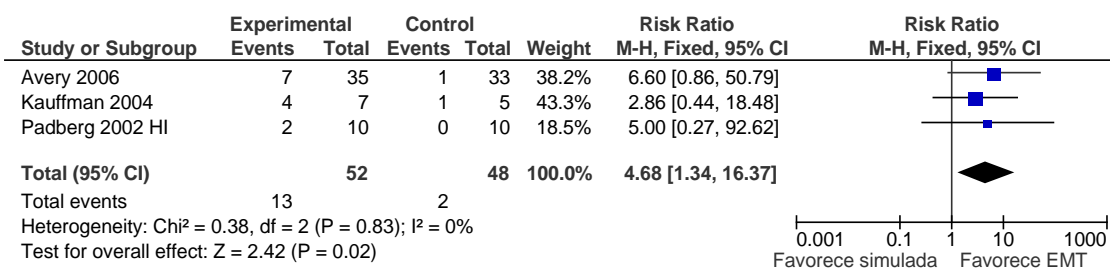 Experimental Control Risk Ratio Risk Ratio
Study or Subgroup Events Total Events Total Weight M-H, Fixed, 95% CI M-H, Fixed, 95% CI
Avery 2006 7 35 1 33 38.2% 6.60 [0.86, 50.79]
Kauffman 2004 4 7 1 5 43.3% 2.86 [0.44, 18.48]
Padberg 2002 HI 2 10 0 10 18.5% 5.00 [0.27, 92.62]
Total (95% CI) 52 48 100.0% 4.68 [1.34, 16.37]
Total events 13 2
Heterogeneity: Chi² = 0.38, df = 2 (P = 0.83); I² = 0%
Test for overall effect: Z = 2.42 (P = 0.02)
0.001 0.1 1 10 1000
Favorece simulada Favorece EMT